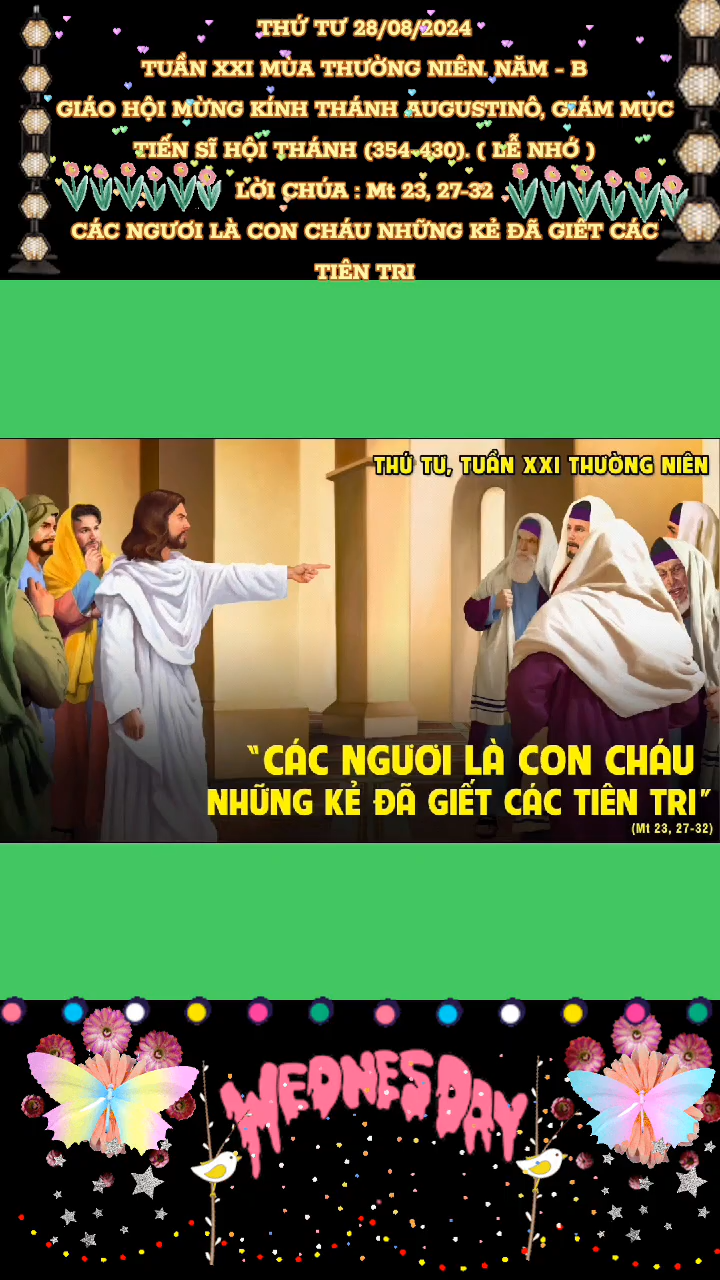 THỨ TƯ 28/08/2024
TUẦN XXI MÙA THƯỜNG NIÊN. NĂM - B
GIÁO HỘI MỪNG KÍNH THÁNH AUGUSTINÔ, GIÁM MỤC
TIẾN SĨ HỘI THÁNH (354-430). ( LỄ NHỚ )
LỜI CHÚA : Mt 23, 27-32
CÁC NGƯƠI LÀ CON CHÁU NHỮNG KẺ ĐÃ GIẾT CÁC
TIÊN TRI
THỨ TƯ, TUẦN XXI THƯỜNG NIÊN
"CÁC NGƯƠI LÀ CON CHÁU
NHỮNG KẺ ĐÃ GIẾT CÁC TIÊN TRI"
(Mt 23, 27-32)
WEDNESDAY